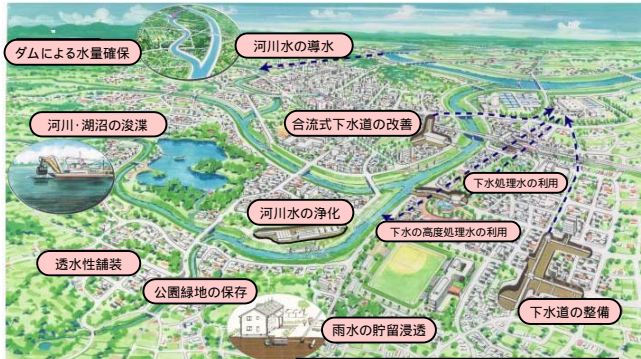 ダムによる水量確保
河川水の導水
河川・湖沼の浚渫
合流式下水道の改善
下水処理水の利用
河川水の浄化
下水の高度処理水の利用
透水性舗装
公園緑地の保存
雨水の貯留浸透
下水道の整備